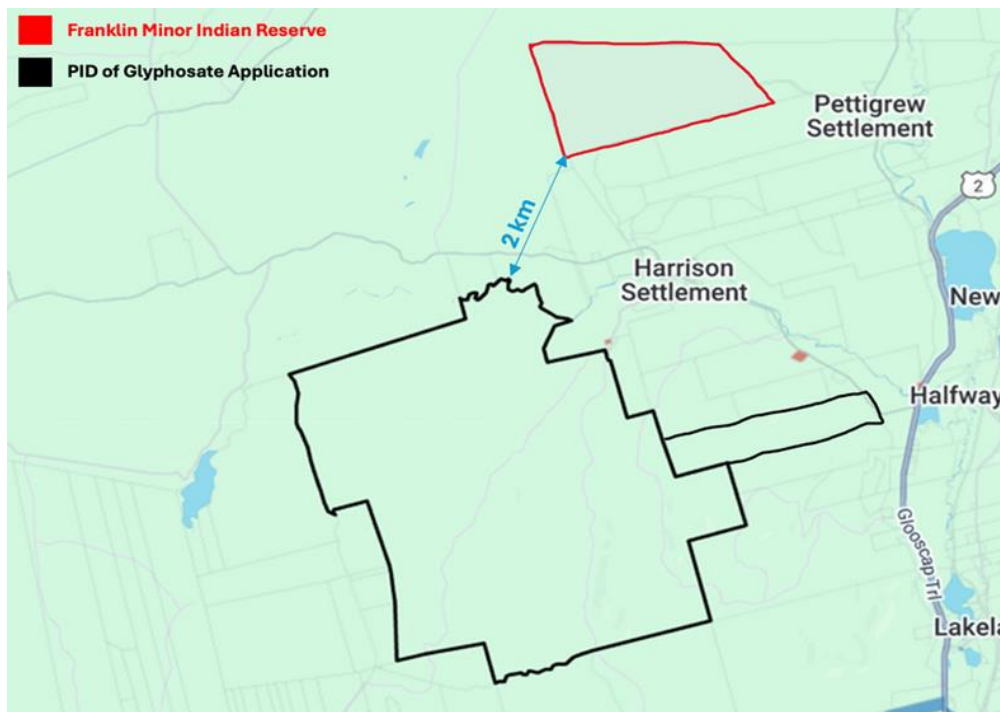 Franklin Minor Indian Reserve
PID of Glyphosate Application
Pettigrew
Settlement
2
2 km
Harrison
Settlement
New
Halfway
Glooscap Trl
Lakela